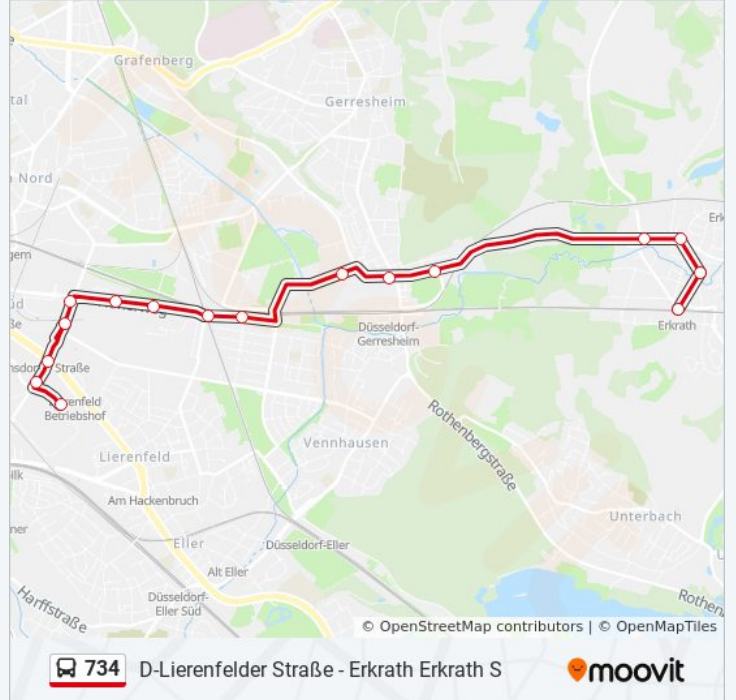 Grafenberg
tal
Gerresheim
Nord
gern
Erk
Düsseldorf-
Gerresheim
Erkrath
Straße
Betriebshof
Rothenbergstraße
Vennhausen
Lierenfeld
Am Hackenbruch
Unterbach
Eller
Düsseldorf-Eller
Alt Eller
Düsseldorf-
Eller Süd
Harffstraße
Rothen
© OpenStreetMap contributors | © OpenMapTiles
734 D-Lierenfelder Straße - Erkrath Erkrath S
moovit